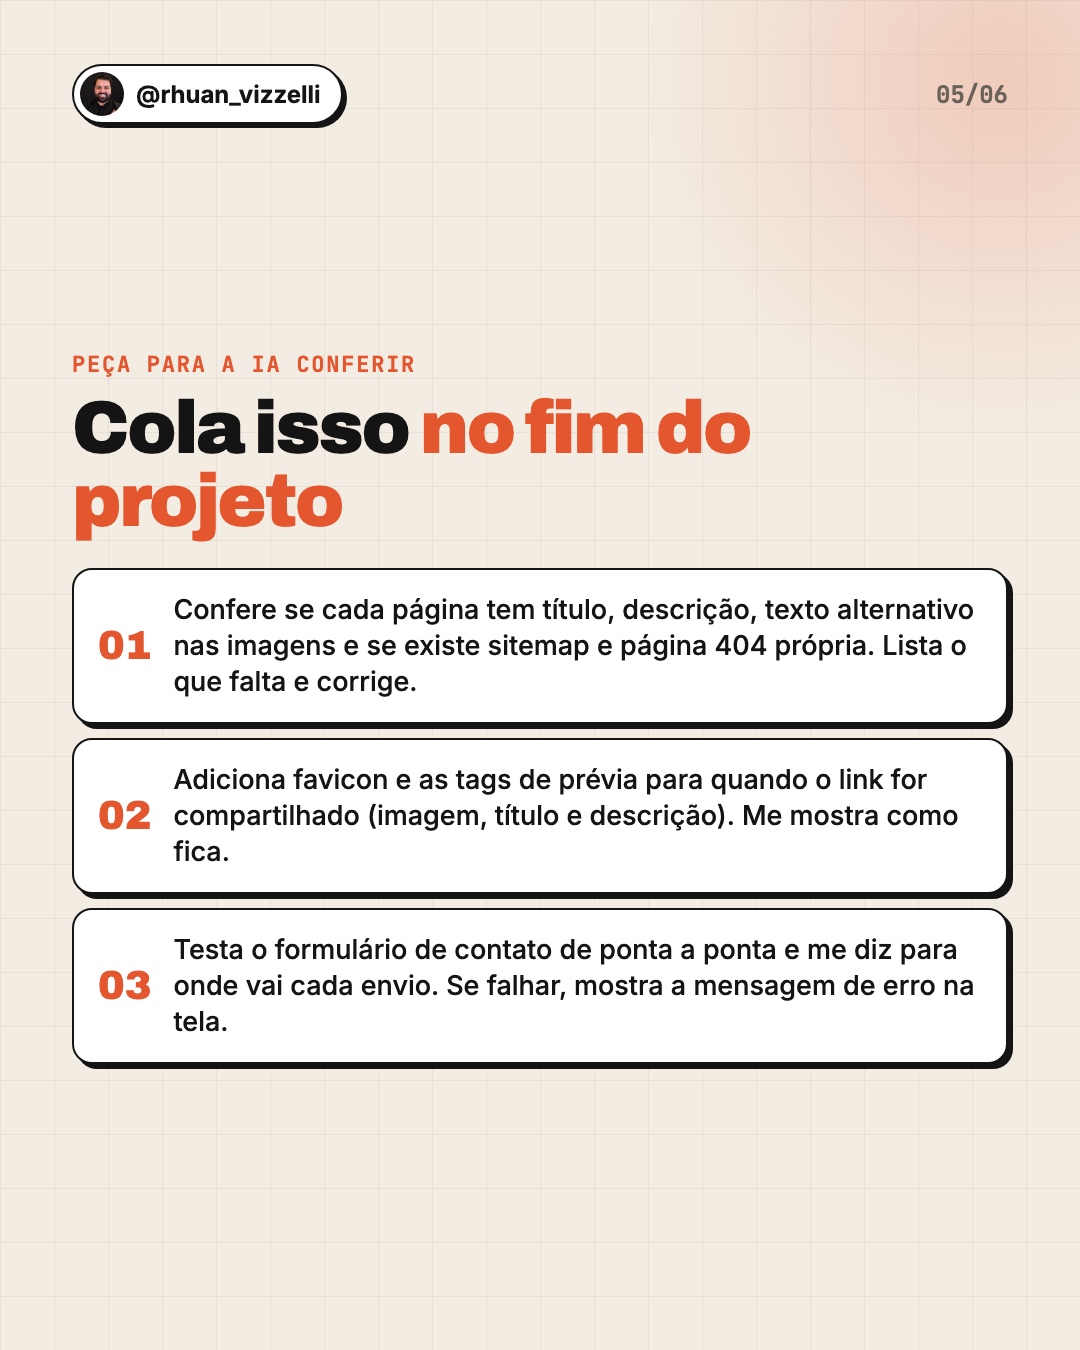 @rhuan_vizzelli
05/06
PEÇA PARA A IA CONFERIR
Cola isso no fim do
projeto
01
Confere se cada página tem título, descrição, texto alternativo
nas imagens e se existe sitemap e página 404 própria. Lista o
que falta e corrige.
02
Adiciona favicon e as tags de prévia para quando o link for
compartilhado (imagem, título e descrição). Me mostra como
fica.
03
Testa o formulário de contato de ponta a ponta e me diz para
onde vai cada envio. Se falhar, mostra a mensagem de erro na
tela.